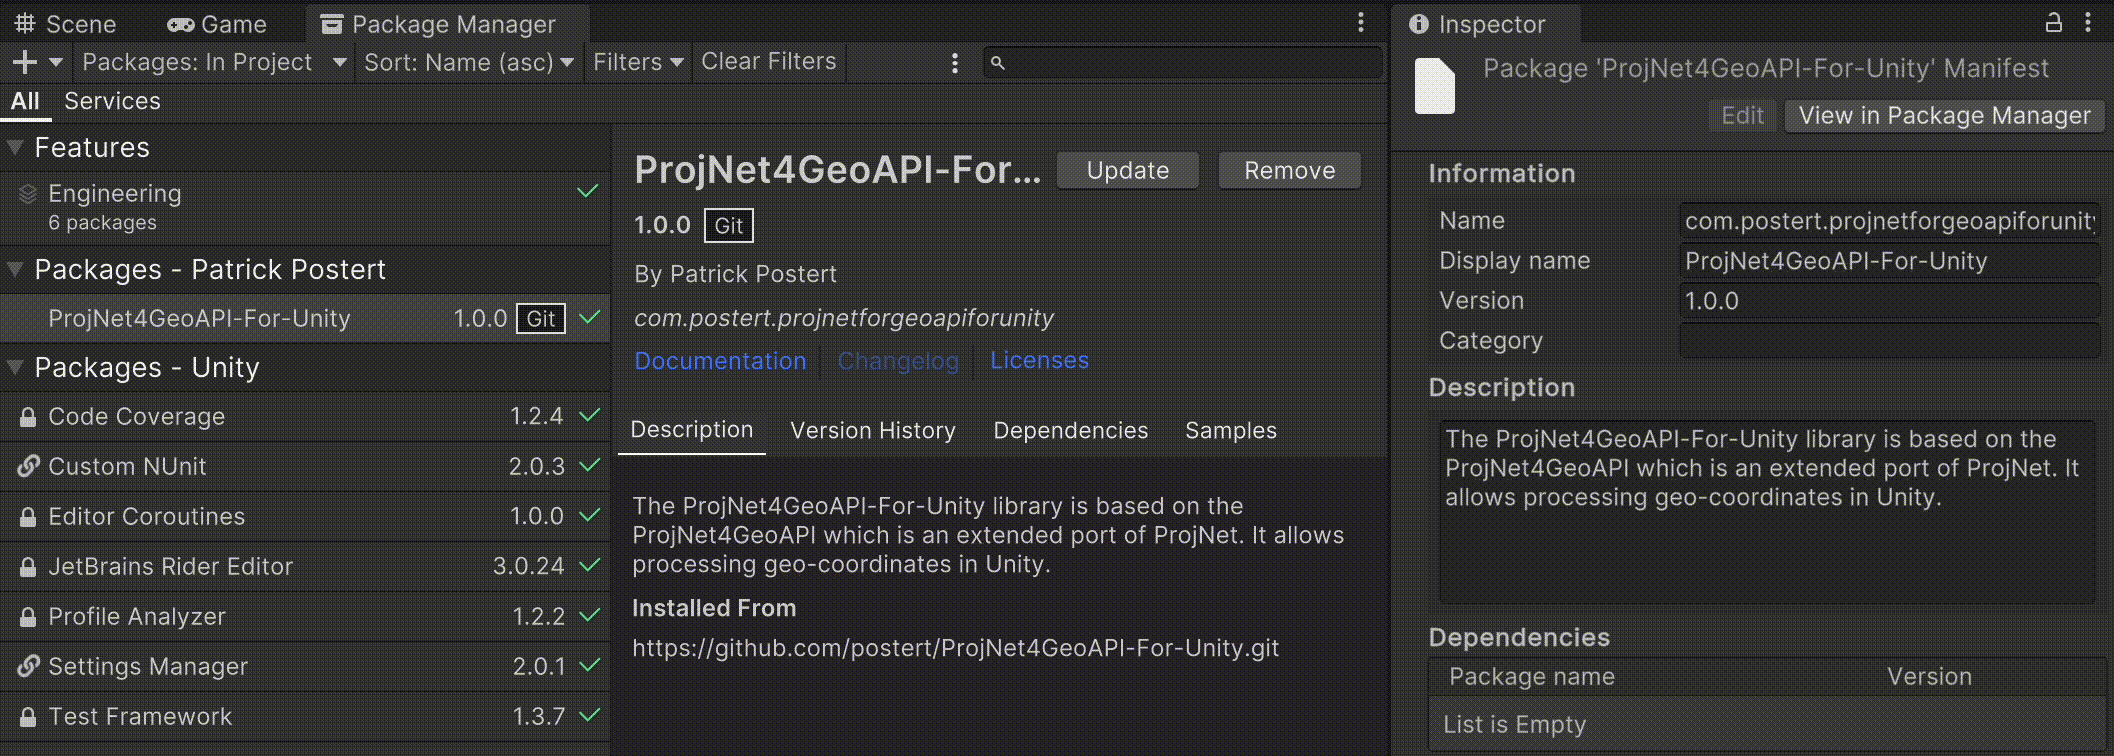 Scene Game Package Manager
Packages: In Project Sort: Name (asc) Filters Clear Filters
All Services
Features
Engineering
6 packages
Packages - Patrick Postert
ProjNet4GeoAPI-For-Unity 1.0.0 Git
Packages - Unity
Code Coverage 1.2.4
Custom NUnit 2.0.3
Editor Coroutines 1.0.0
JetBrains Rider Editor 3.0.24
Profile Analyzer 1.2.2
Settings Manager 2.0.1
Test Framework 1.3.7
ProjNet4GeoAPI-For... Update Remove
1.0.0 Git
By Patrick Postert
com.postert.projnetforgeoapiforunity
Documentation Changelog Licenses
Description Version History Dependencies Samples
The ProjNet4GeoAPI-For-Unity library is based on the
ProjNet4GeoAPI which is an extended port of ProjNet. It allows
processing geo-coordinates in Unity.
Installed From
https://github.com/postert/ProjNet4GeoAPI-For-Unity.git
Inspector
Package 'ProjNet4GeoAPI-For-Unity' Manifest
Edit View in Package Manager
Information
Name com.postert.projnetforgeoapiforunity
Display name ProjNet4GeoAPI-For-Unity
Version 1.0.0
Category
Description
The ProjNet4GeoAPI-For-Unity library is based on the
ProjNet4GeoAPI which is an extended port of ProjNet. It
allows processing geo-coordinates in Unity.
Dependencies
Package name Version
List is Empty